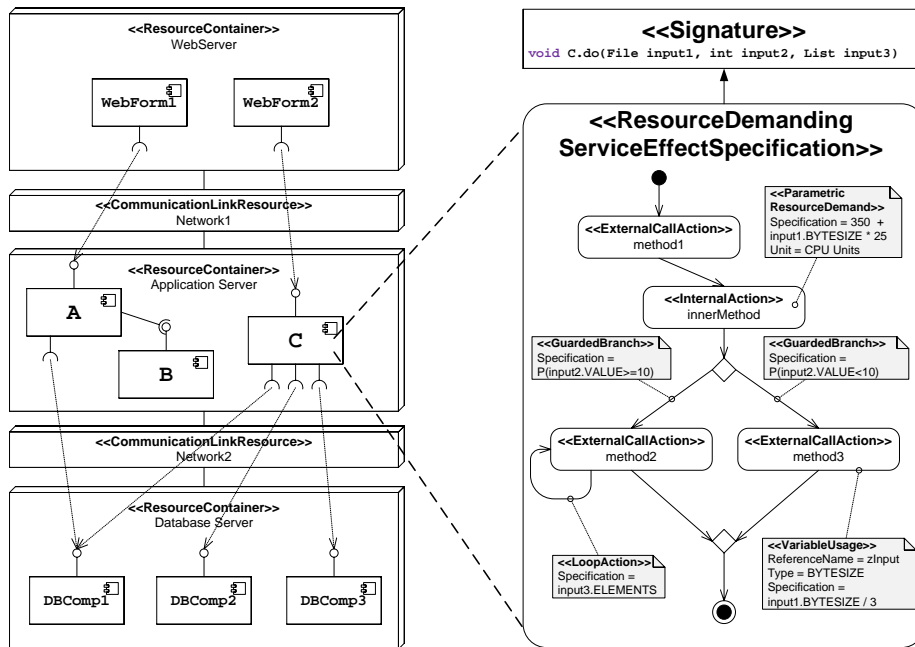 <<ResourceContainer>>
WebServer
WebForm1
WebForm2
<<CommunicationLinkResource>>
Network1
<<ResourceContainer>>
Application Server
A
B
C
<<CommunicationLinkResource>>
Network2
<<ResourceContainer>>
Database Server
DBComp1
DBComp2
DBComp3
<<Signature>>
void C.do(File input1, int input2, List input3)
<<ResourceDemanding
ServiceEffectSpecification>>
<<Parametric
ResourceDemand>>
Specification = 350 +
input1.BYTESIZE * 25
Unit = CPU Units
<<ExternalCallAction>>
method1
<<InternalAction>>
innerMethod
<<GuardedBranch>>
Specification =
P(input2.VALUE>=10)
<<GuardedBranch>>
Specification =
P(input2.VALUE<10)
<<ExternalCallAction>>
method2
<<ExternalCallAction>>
method3
<<LoopAction>>
Specification =
input3.ELEMENTS
<<VariableUsage>>
ReferenceName = zInput
Type = BYTESIZE
Specification =
input1.BYTESIZE / 3